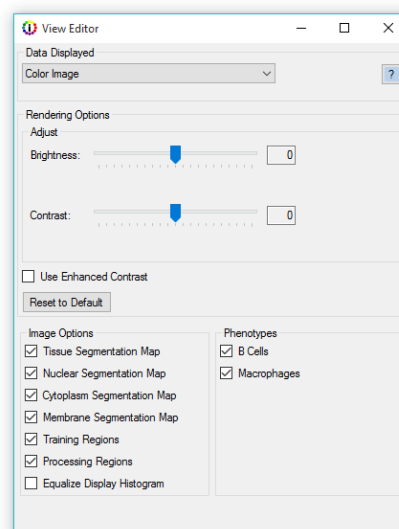 View Editor
Data Displayed
Color Image
?
Rendering Options
Adjust
Brightness:
0
Contrast:
0
Use Enhanced Contrast
Reset to Default
Image Options
Tissue Segmentation Map
Nuclear Segmentation Map
Cytoplasm Segmentation Map
Membrane Segmentation Map
Training Regions
Processing Regions
Equalize Display Histogram
Phenotypes
B Cells
Macrophages